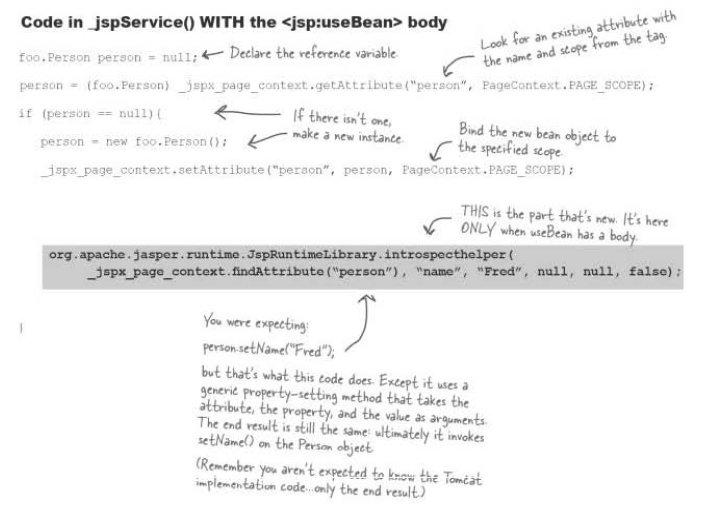 Code in _jspService() WITH the <jsp:useBean> body
foo.Person person = null;
Declare the reference variable.
Look for an existing attribute with
the name and scope from the tag.
person = (foo.Person) _jspx_page_context.getAttribute("person", PageContext.PAGE_SCOPE);
if (person == null){
If there isn't one,
make a new instance.
person = new foo.Person();
Bind the new bean object to
the specified scope.
_jspx_page_context.setAttribute("person", person, PageContext.PAGE_SCOPE);
THIS is the part that's new. It's here
ONLY when useBean has a body.
org.apache.jasper.runtime.JspRuntimeLibrary.introspecthelper(
_jspx_page_context.findAttribute("person"), "name", "Fred", null, null, false);
}
You were expecting:
person.setName("Fred");
but that's what this code does. Except it uses a
generic property-setting method that takes the
attribute, the property, and the value as arguments.
The end result is still the same: ultimately it invokes
setName() on the Person object.
(Remember you aren't expected to know the Tomcat
implementation code...only the end result.)